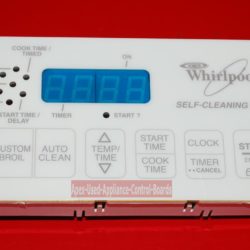 COOK TIME /
TIMED
ON
Whirlpool
START TIME /
DELAY
TIMER
START ?
SELF-CLEANING
CUSTOM
BROIL
AUTO
CLEAN
TEMP/
TIME
START
TIME
COOK
TIME
CLOCK
TIMER
••CANCEL
Apex-Used-Appliance-Control-Boards